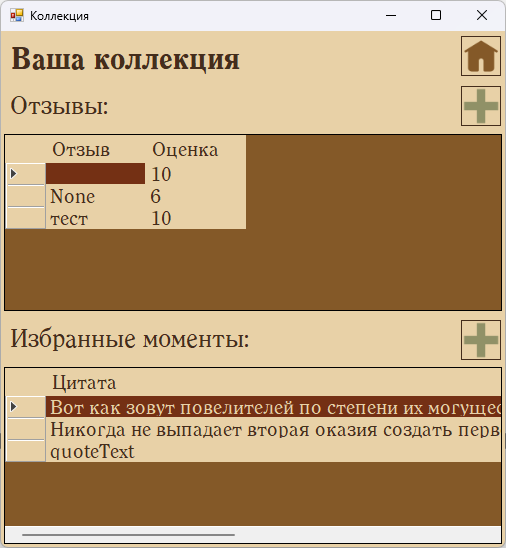 Коллекция
Ваша коллекция
Отзывы:
Отзыв Оценка
10
None 6
тест 10
Избранные моменты:
Цитата
Вот как зовут повелителей по степени их могущес
Никогда не выпадает вторая оказия создать перв
quoteText